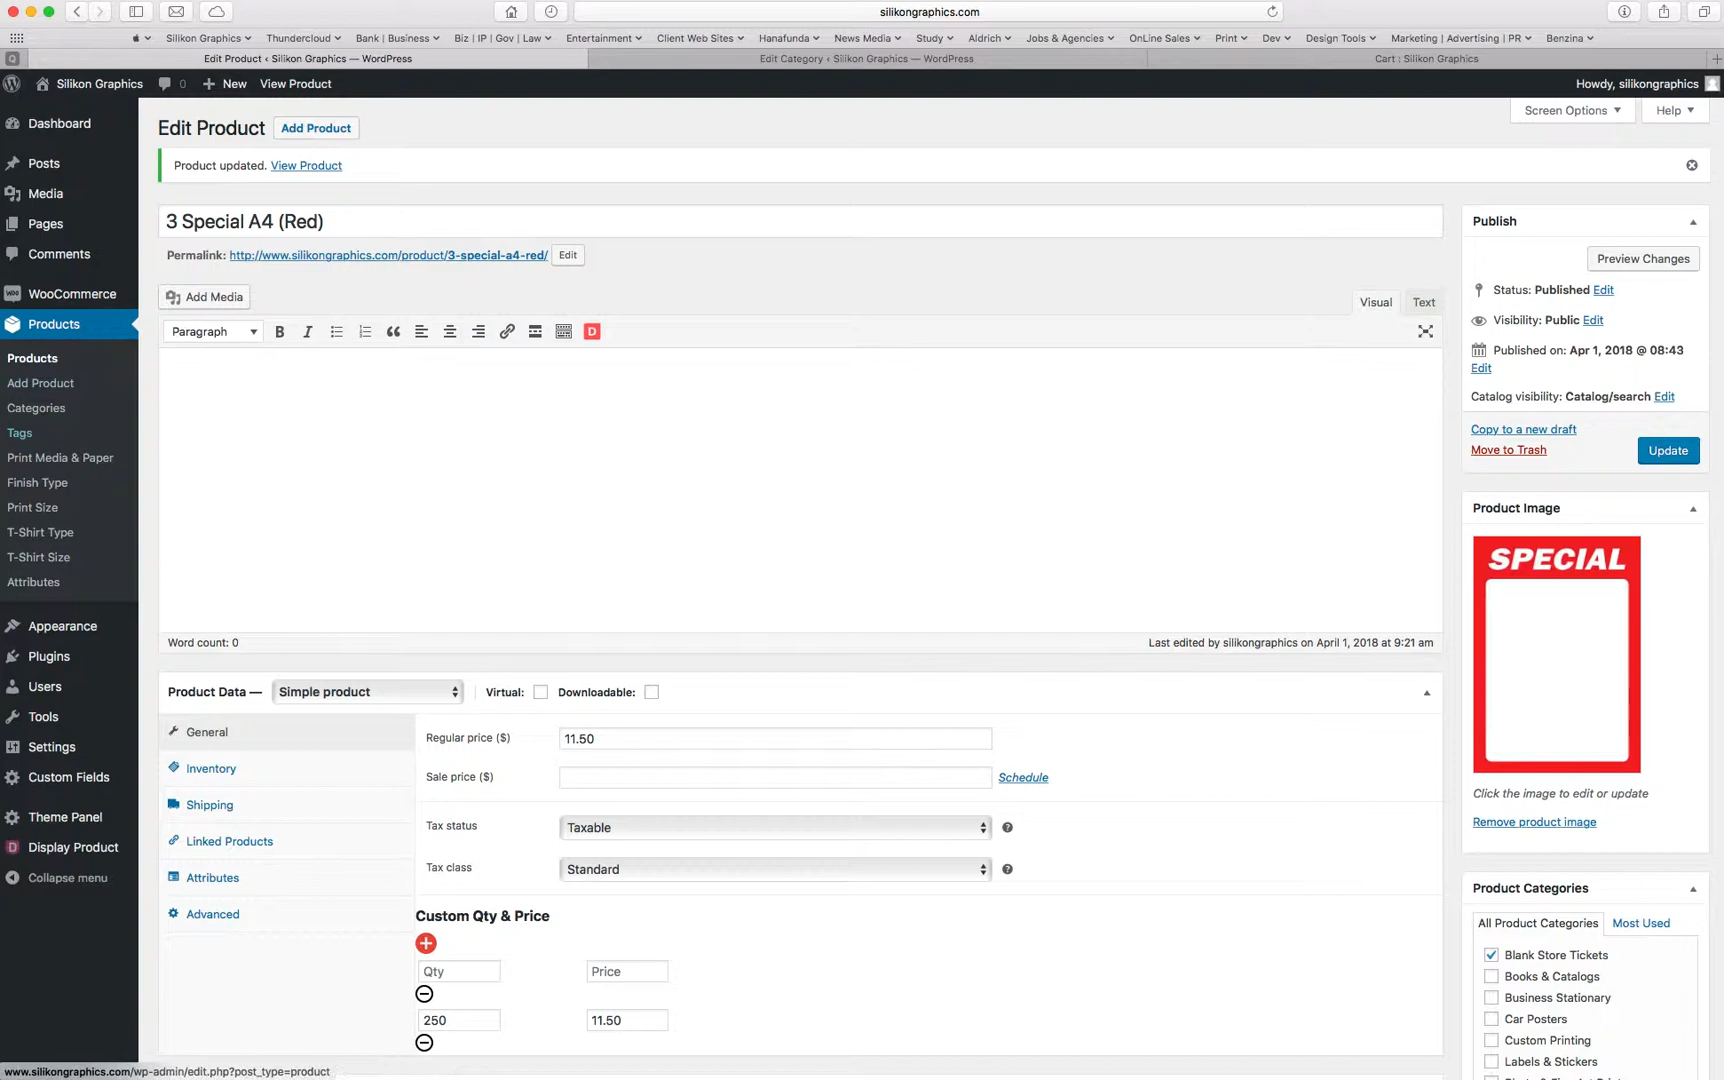 silikongraphics.com
Silikon Graphics
Thundercloud
Bank | Business
Biz | IP | Gov | Law
Entertainment
Client Web Sites
Hanafunda
News Media
Study
Aldrich
Jobs & Agencies
OnLine Sales
Print
Dev
Design Tools
Marketing | Advertising | PR
Benzina
Q
Edit Product ‹ Silikon Graphics — WordPress
Edit Category ‹ Silikon Graphics — WordPress
Cart : Silikon Graphics
Silikon Graphics
0
New
View Product
Howdy, silikongraphics
Dashboard
Posts
Media
Pages
Comments
WooCommerce
Products
Products
Add Product
Categories
Tags
Print Media & Paper
Finish Type
Print Size
T-Shirt Type
T-Shirt Size
Attributes
Appearance
Plugins
Users
Tools
Settings
Custom Fields
Theme Panel
Display Product
Collapse menu
Edit Product
Add Product
Screen Options
Help
Product updated. View Product
3 Special A4 (Red)
Permalink: http://www.silikongraphics.com/product/3-special-a4-red/ Edit
Add Media
Visual
Text
Paragraph
B
I
D
Word count: 0
Last edited by silikongraphics on April 1, 2018 at 9:21 am
Product Data — Simple product
Virtual:
Downloadable:
General
Inventory
Shipping
Linked Products
Attributes
Advanced
Regular price ($) 11.50
Sale price ($)
Schedule
Tax status Taxable
Tax class Standard
Custom Qty & Price
Qty Price
250 11.50
Publish
Preview Changes
Status: Published Edit
Visibility: Public Edit
Published on: Apr 1, 2018 @ 08:43
Edit
Catalog visibility: Catalog/search Edit
Copy to a new draft
Move to Trash
Update
Product Image
SPECIAL
Click the image to edit or update
Remove product image
Product Categories
All Product Categories
Most Used
Blank Store Tickets
Books & Catalogs
Business Stationary
Car Posters
Custom Printing
Labels & Stickers
www.silikongraphics.com/wp-admin/edit.php?post_type=product